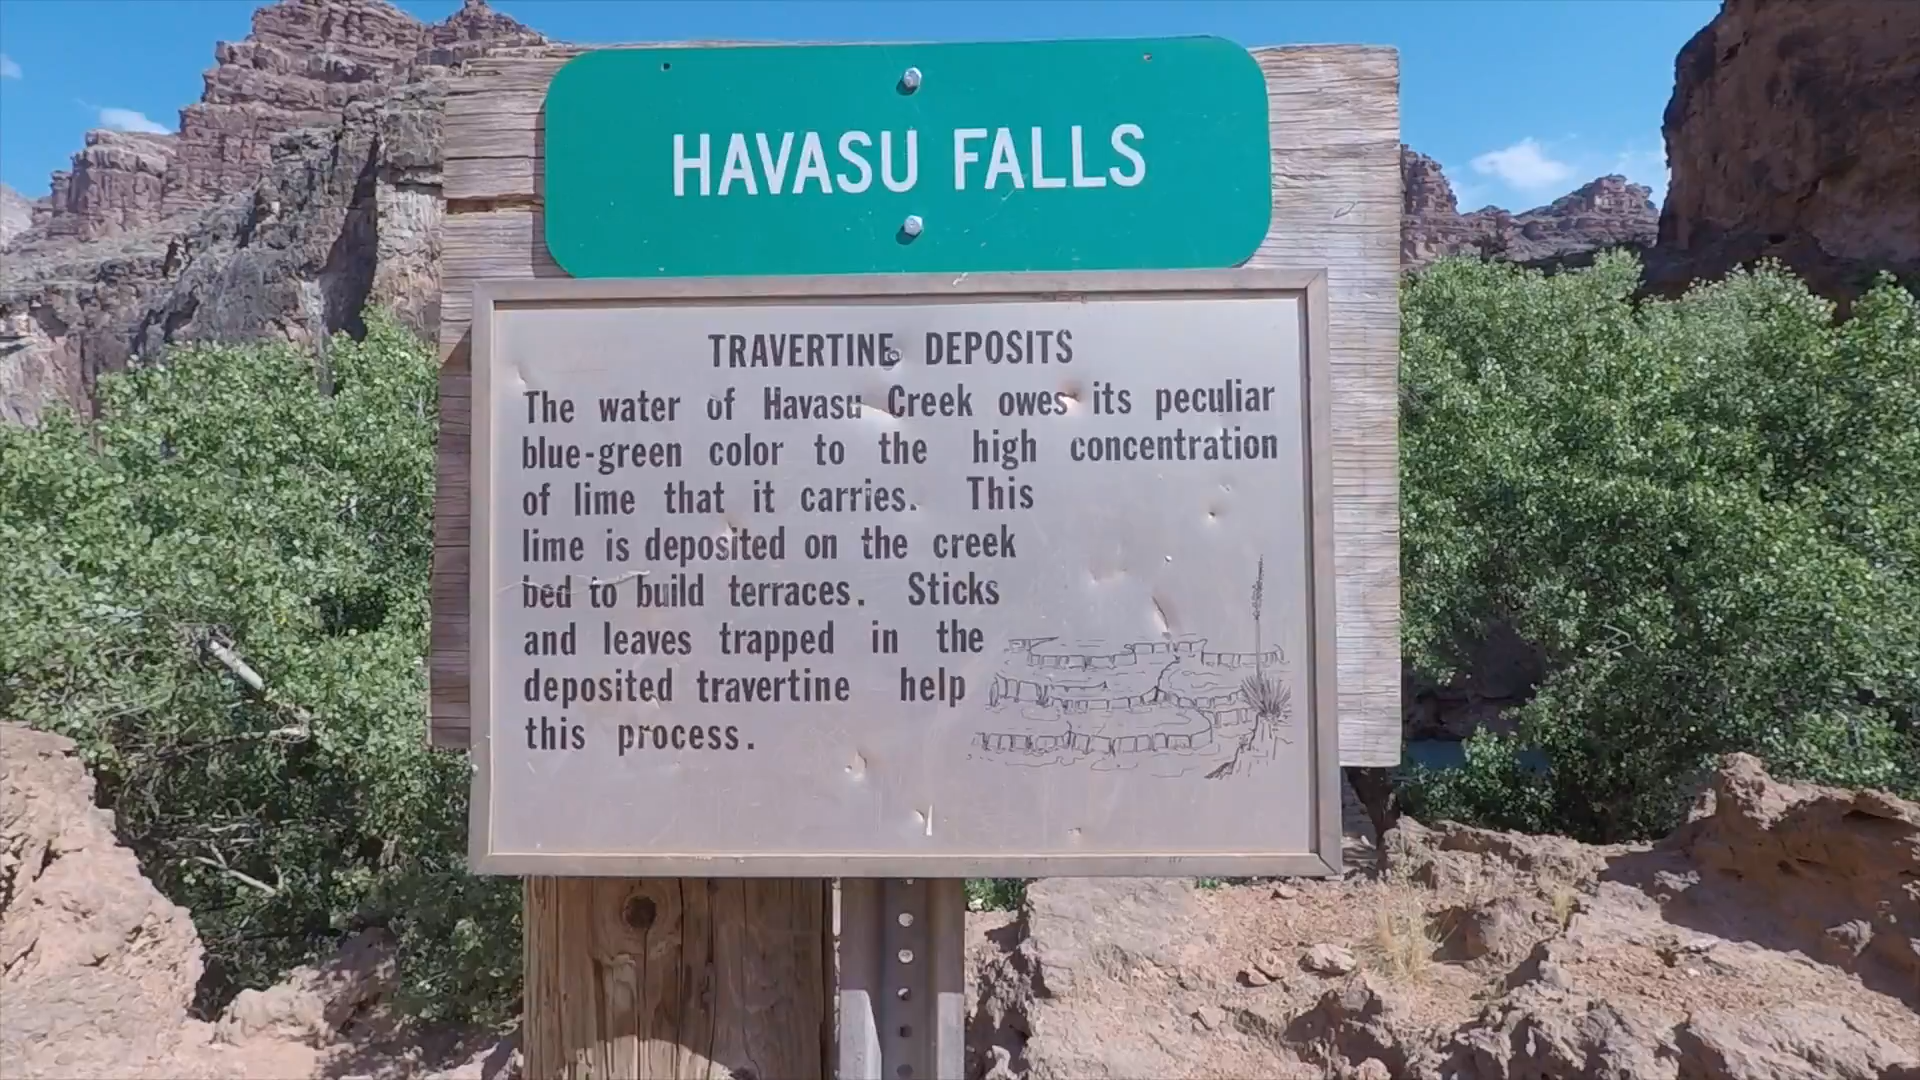 HAVASU FALLS
TRAVERTINE DEPOSITS
The water of Havasu Creek owes its peculiar
blue-green color to the high concentration
of lime that it carries. This
lime is deposited on the creek
bed to build terraces. Sticks
and leaves trapped in the
deposited travertine help
this process.